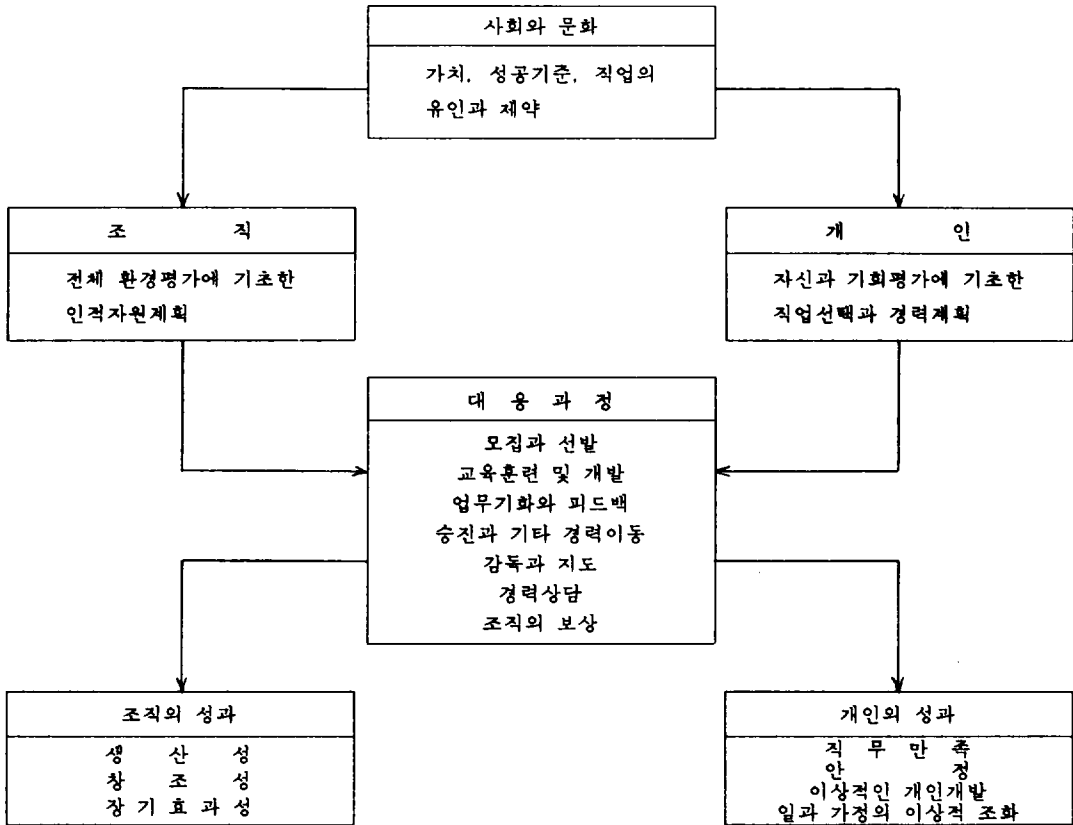 사회와 문화
가치, 성공기준, 직업의
유인과 제약
조 직
전체 환경평가에 기초한
인적자원계획
개 인
자신과 기회평가에 기초한
직업선택과 경력계획
대 응 과 정
모집과 선발
교육훈련 및 개발
업무기화와 피드백
승진과 기타 경력이동
감독과 지도
경력상담
조직의 보상
조직의 성과
생 산 성
창 조 성
장기효과성
개인의 성과
직 무 만 족
안 정
이상적인 개인개발
일과 가정의 이상적 조화